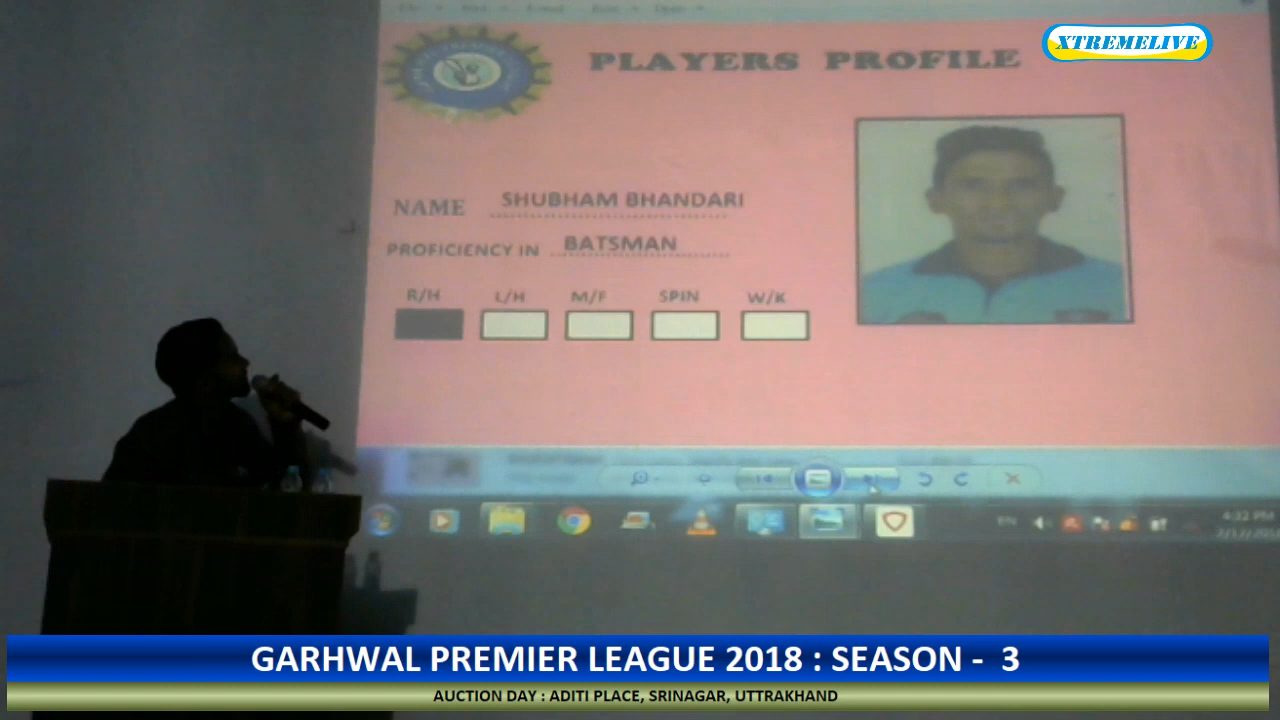 XTREMELIVE
PLAYERS PROFILE
NAME SHUBHAM BHANDARI
PROFICIENCY IN BATSMAN
R/H L/H M/F SPIN W/K
EN 4:32 PM
GARHWAL PREMIER LEAGUE 2018 : SEASON - 3
AUCTION DAY : ADITI PLACE, SRINAGAR, UTTRAKHAND